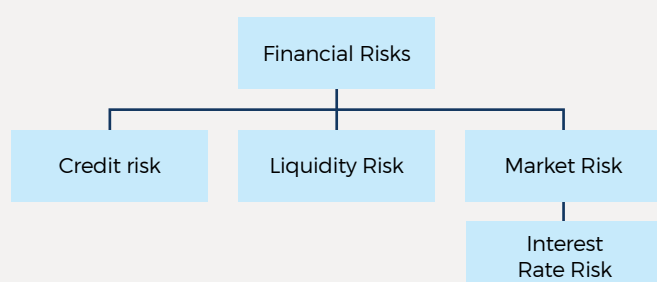 Financial Risks
Credit risk
Liquidity Risk
Market Risk
Interest
Rate Risk